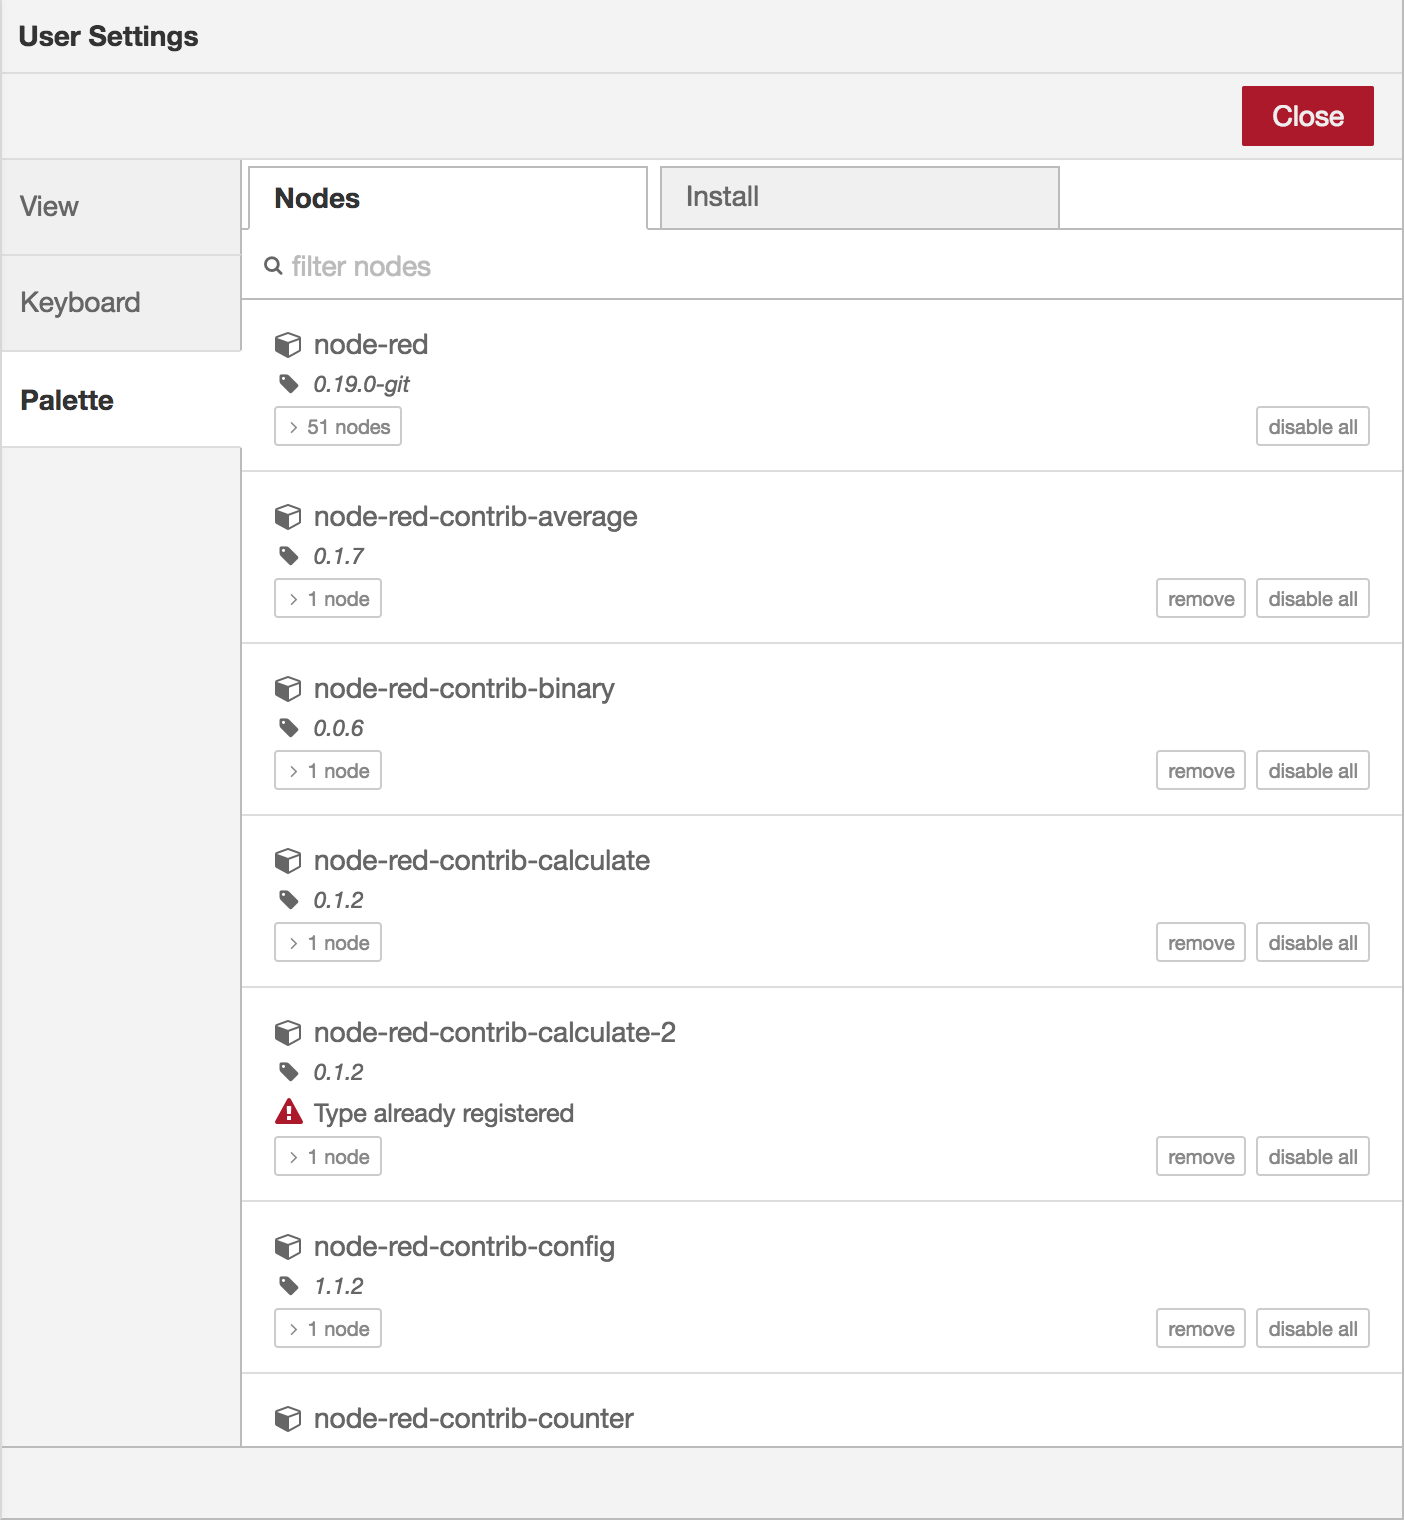 User Settings
Close
View
Keyboard
Palette
Nodes
Install
filter nodes
node-red
0.19.0-git
51 nodes
disable all
node-red-contrib-average
0.1.7
1 node
remove
disable all
node-red-contrib-binary
0.0.6
1 node
remove
disable all
node-red-contrib-calculate
0.1.2
1 node
remove
disable all
node-red-contrib-calculate-2
0.1.2
Type already registered
1 node
remove
disable all
node-red-contrib-config
1.1.2
1 node
remove
disable all
node-red-contrib-counter